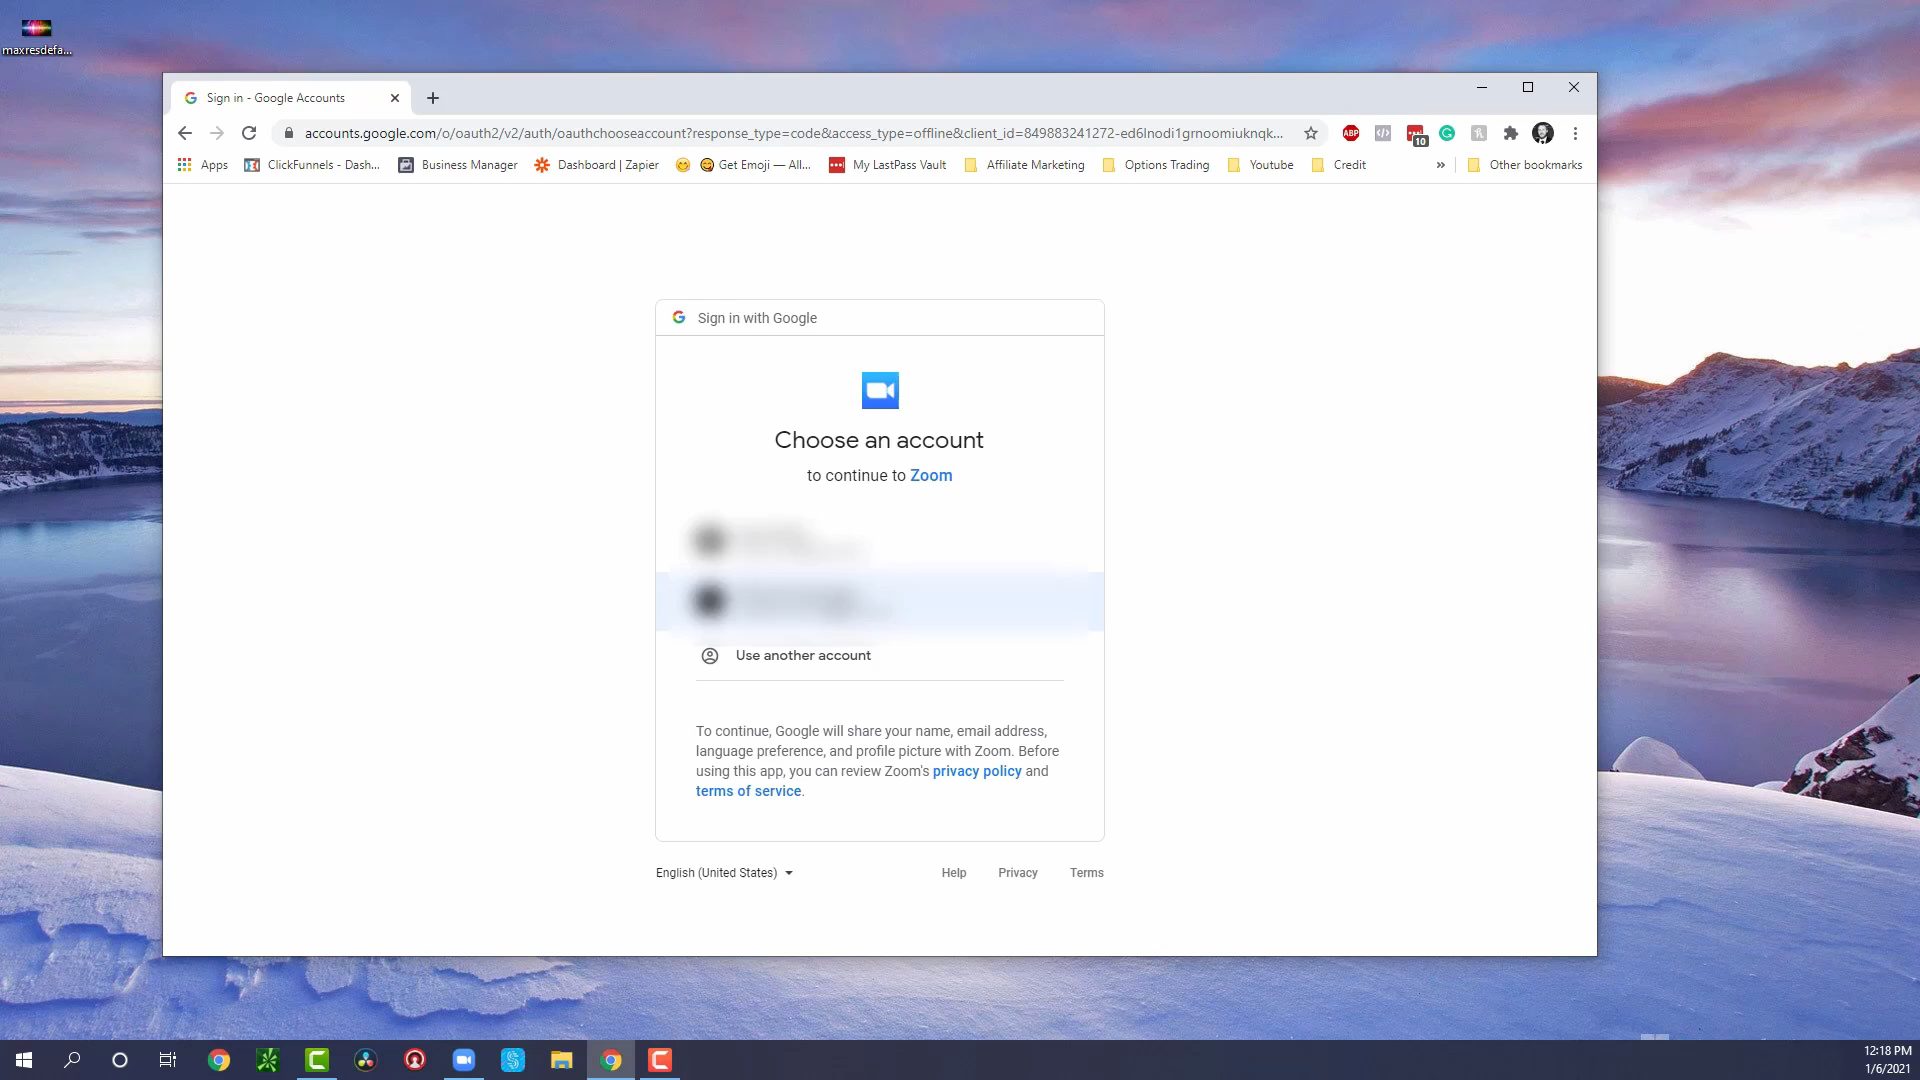 maxresdefa...
Sign in - Google Accounts
accounts.google.com/o/oauth2/v2/auth/oauthchooseaccount?response_type=code&access_type=offline&client_id=849883241272-ed6lnodi1grnoomiuknqk...
ABP
10
Apps
ClickFunnels - Dash...
Business Manager
Dashboard | Zapier
Get Emoji — All...
My LastPass Vault
Affiliate Marketing
Options Trading
Youtube
Credit
»
Other bookmarks
Sign in with Google
Choose an account
to continue to Zoom
Use another account
To continue, Google will share your name, email address,
language preference, and profile picture with Zoom. Before
using this app, you can review Zoom's privacy policy and
terms of service.
English (United States)
Help
Privacy
Terms
12:18 PM
1/6/2021